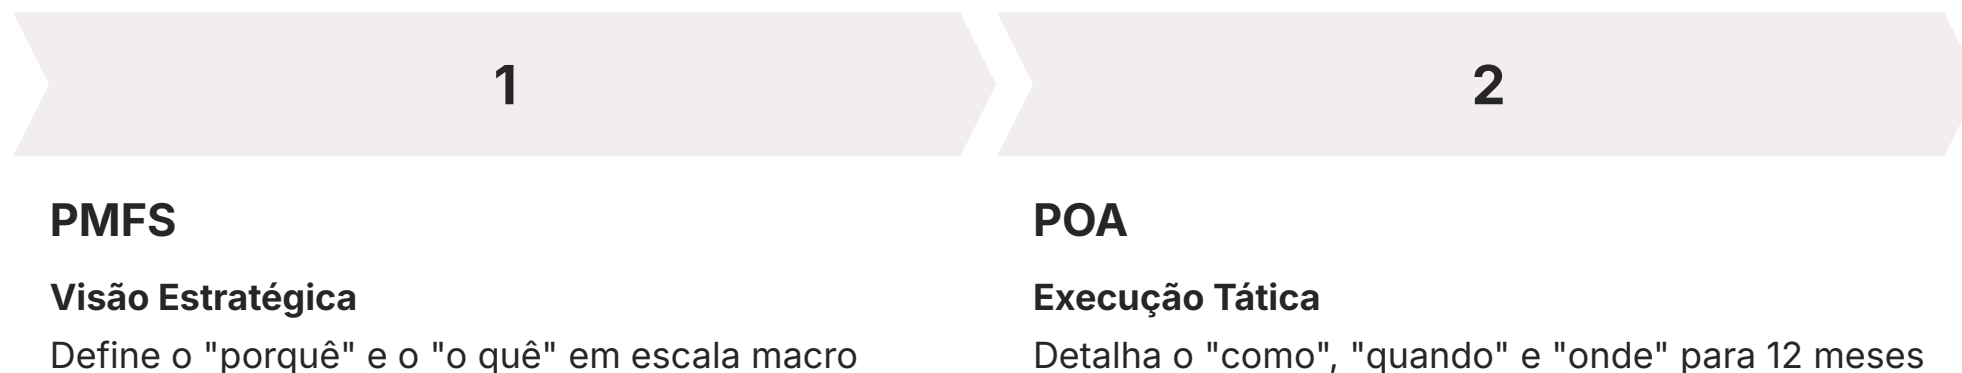 1
2
PMFS
Visão Estratégica
Define o "porquê" e o "o quê" em escala macro
POA
Execução Tática
Detalha o "como", "quando" e "onde" para 12 meses